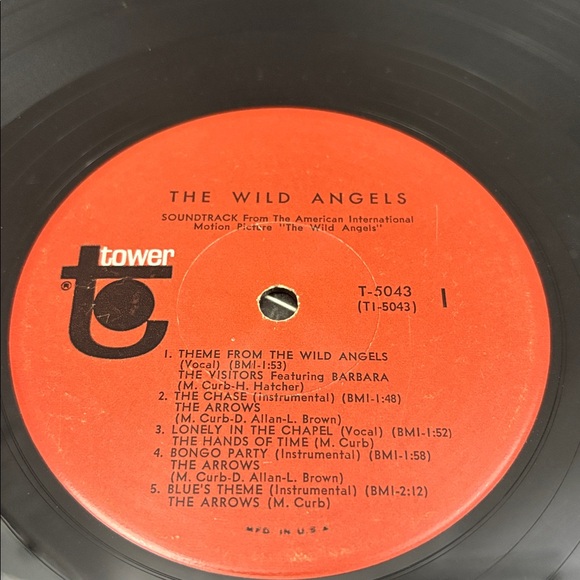 THE WILD ANGELS
SOUNDTRACK From The American International
Motion Picture "The Wild Angels"
tower
®
t
T-5043
(T1-5043)
1
1. THEME FROM THE WILD ANGELS
(Vocal) (BMI-1:53)
THE VISITORS Featuring BARBARA
(M. Curb-H. Hatcher)
2. THE CHASE (Instrumental) (BMI-1:48)
THE ARROWS
(M. Curb-D. Allan-L. Brown)
3. LONELY IN THE CHAPEL (Vocal) (BMI-1:52)
THE HANDS OF TIME (M. Curb)
4. BONGO PARTY (Instrumental) (BMI-1:58)
THE ARROWS
(M. Curb-D. Allan-L. Brown)
5. BLUE'S THEME (Instrumental) (BMI-2:12)
THE ARROWS (M. Curb)
MFD. IN U.S.A.